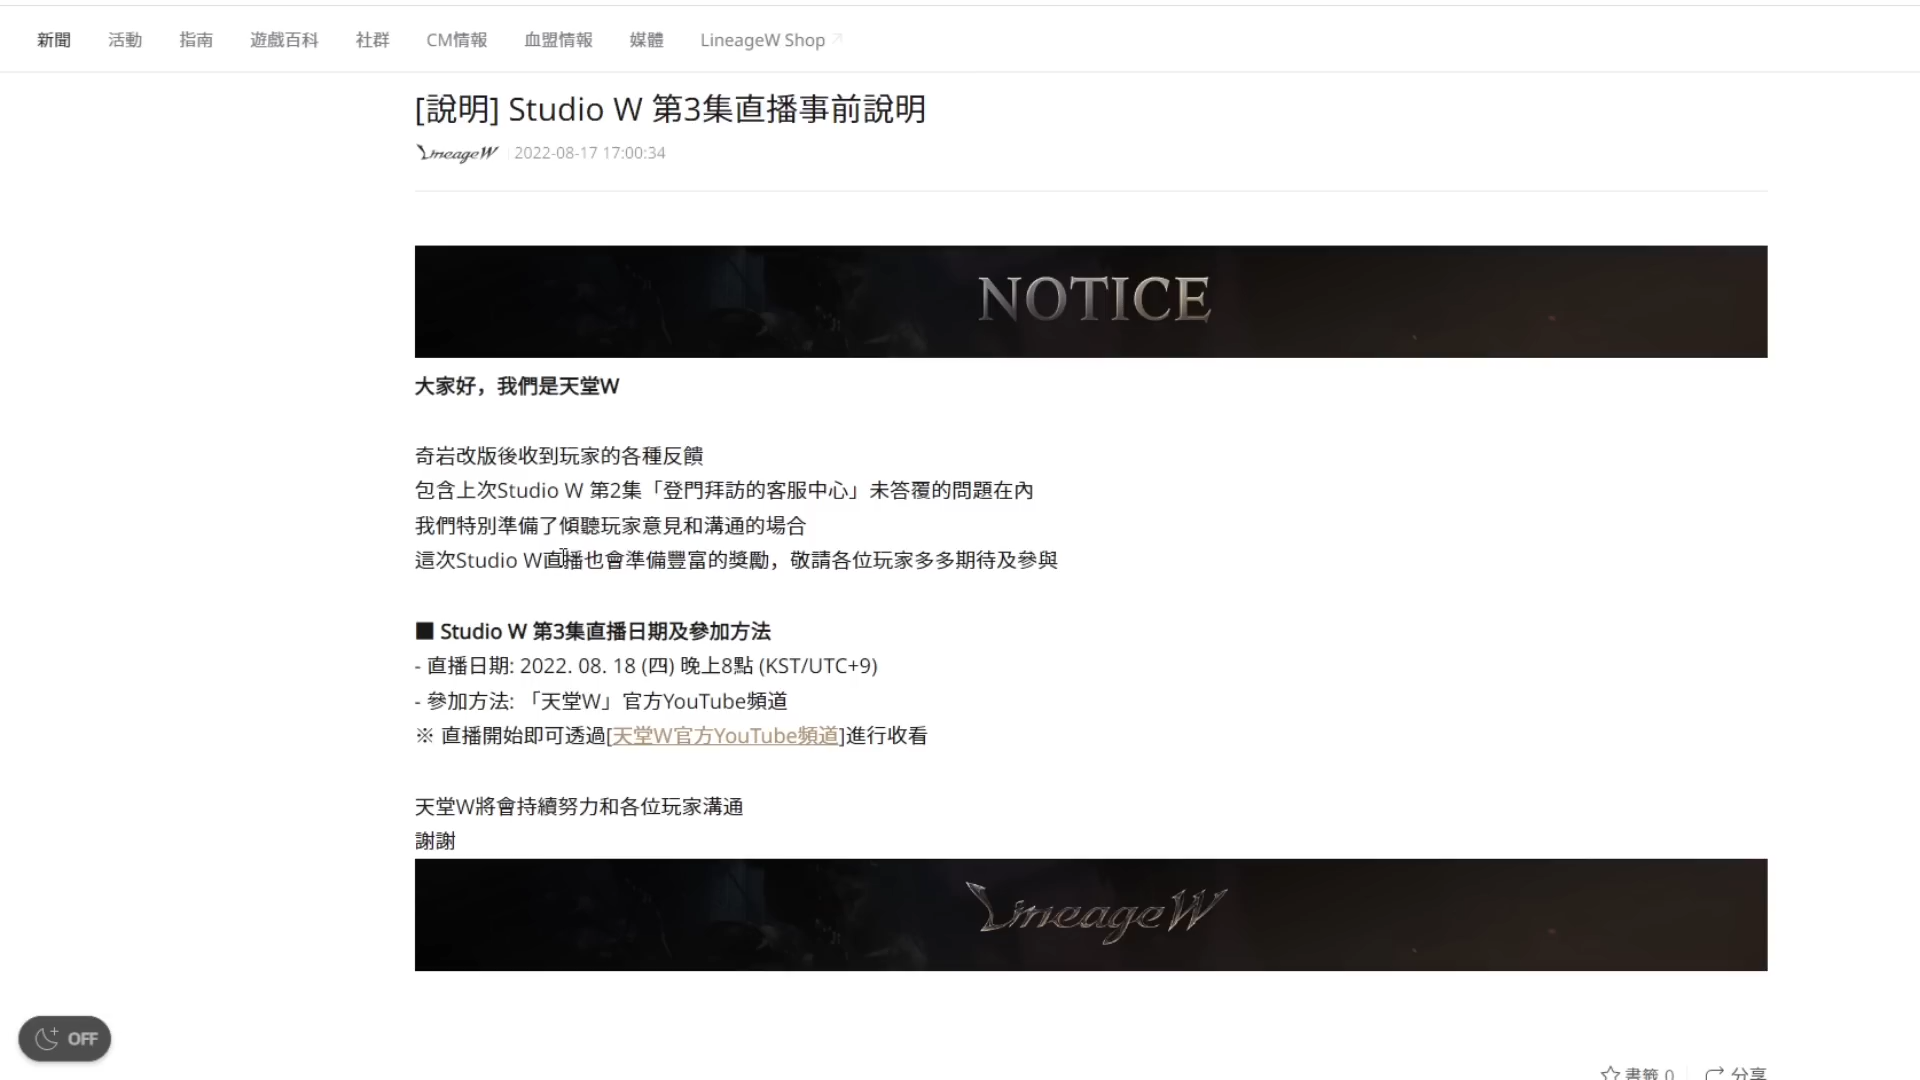 新聞 活動 指南 遊戲百科 社群 CM情報 血盟情報 媒體 LineageW Shop
[說明] Studio W 第3集直播事前說明
LineageW 2022-08-17 17:00:34
NOTICE
大家好，我們是天堂W
奇岩改版後收到玩家的各種反饋
包含上次Studio W 第2集「登門拜訪的客服中心」未答覆的問題在內
我們特別準備了傾聽玩家意見和溝通的場合
這次Studio W直播也會準備豐富的獎勵，敬請各位玩家多多期待及參與
■ Studio W 第3集直播日期及參加方法
- 直播日期: 2022. 08. 18 (四) 晚上8點 (KST/UTC+9)
- 參加方法: 「天堂W」官方YouTube頻道
※ 直播開始即可透過[天堂W官方YouTube頻道]進行收看
天堂W將會持續努力和各位玩家溝通
謝謝
LineageW
OFF
書籤 0 分享